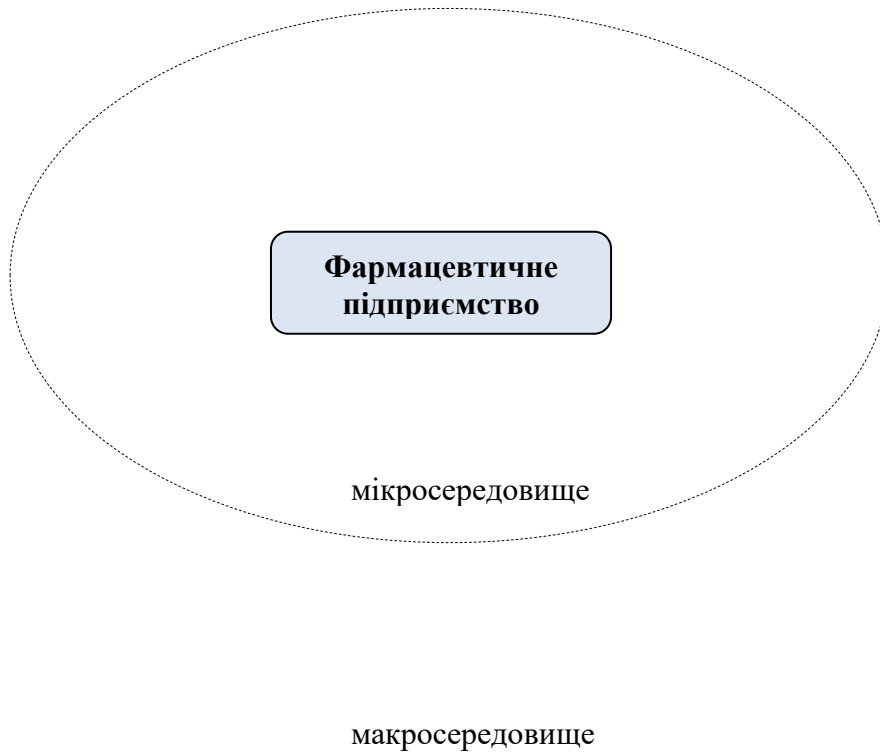 Фармацевтичне
підприємство
мікросередовище
макросередовище